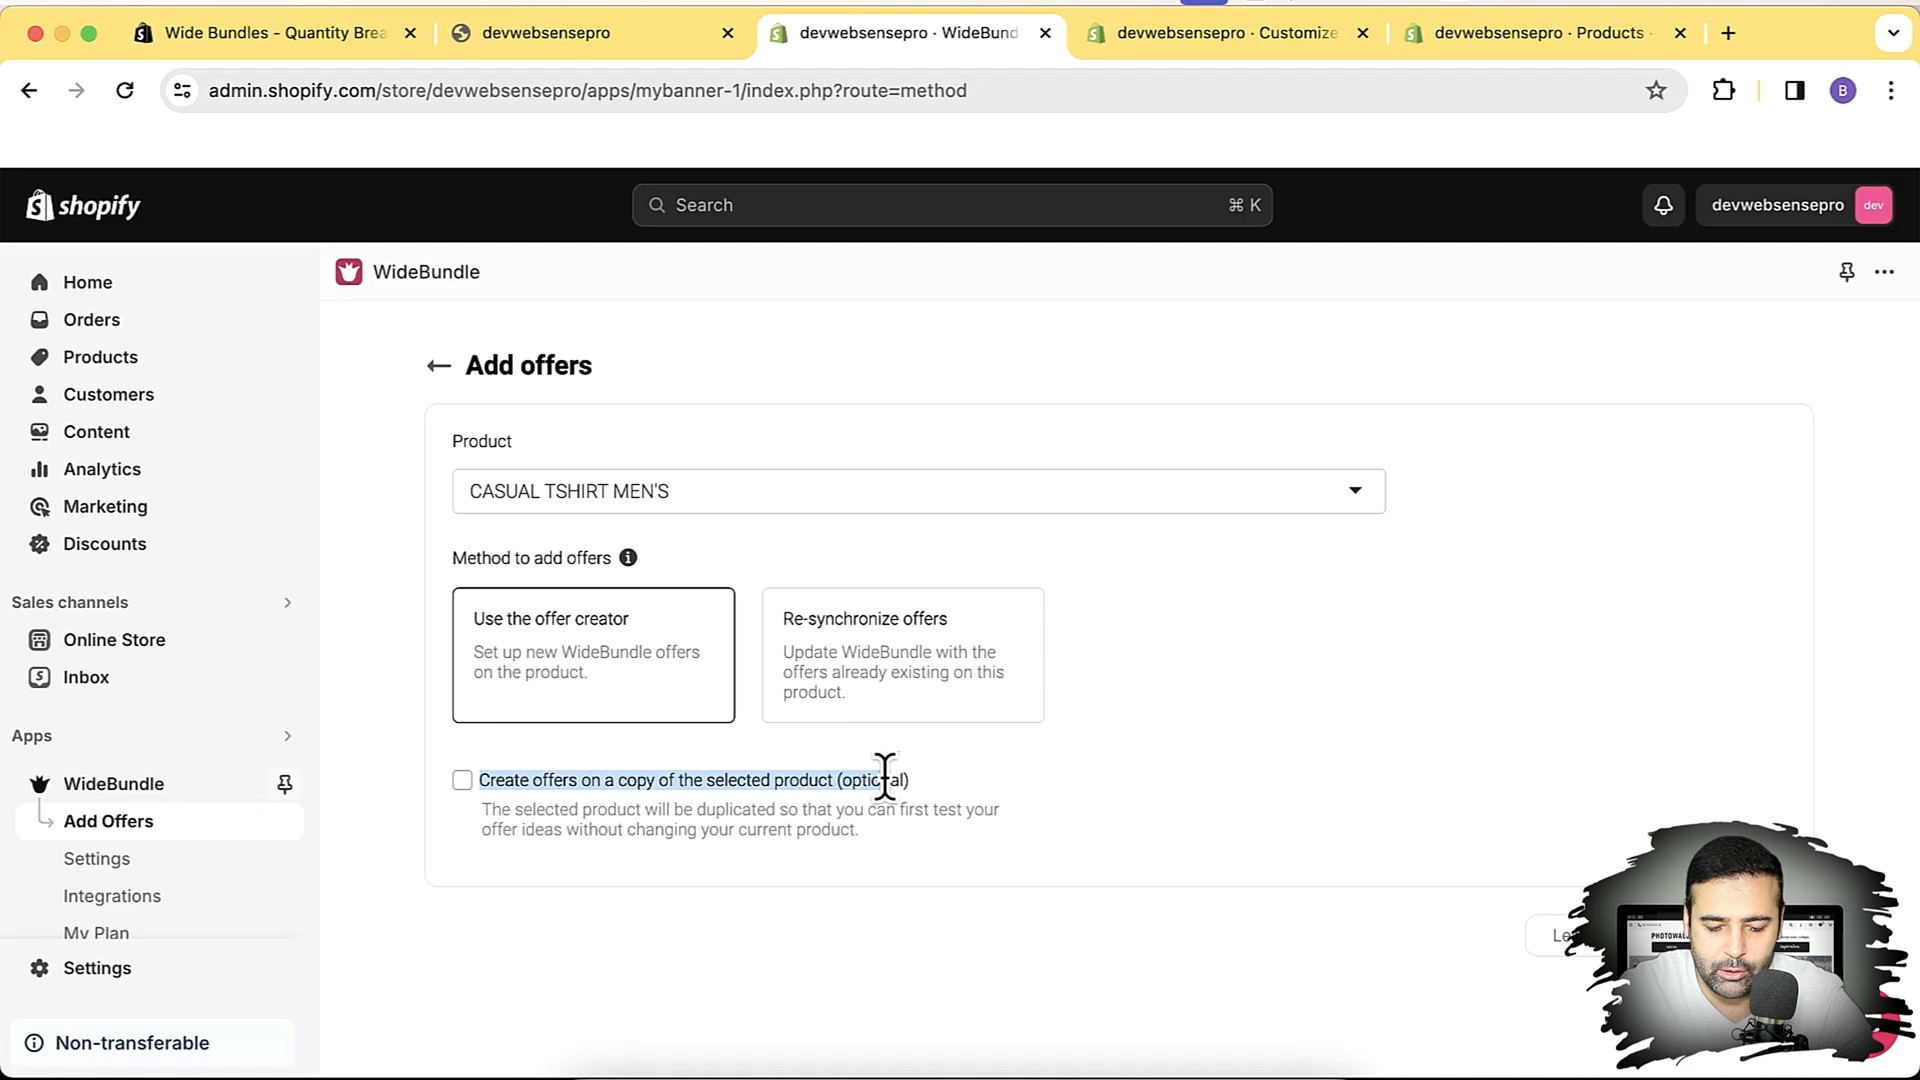 Wide Bundles - Quantity Brea
devwebsensepro
devwebsensepro · WideBund
devwebsensepro · Customize
devwebsensepro · Products ·
admin.shopify.com/store/devwebsensepro/apps/mybanner-1/index.php?route=method
B
shopify
Search
⌘ K
devwebsensepro
dev
Home
Orders
Products
Customers
Content
Analytics
Marketing
Discounts
Sales channels
Online Store
Inbox
Apps
WideBundle
Add Offers
Settings
Integrations
My Plan
Settings
Non-transferable
WideBundle
Add offers
Product
CASUAL TSHIRT MEN'S
Method to add offers
Use the offer creator
Set up new WideBundle offers
on the product.
Re-synchronize offers
Update WideBundle with the
offers already existing on this
product.
Create offers on a copy of the selected product (optional)
The selected product will be duplicated so that you can first test your
offer ideas without changing your current product.